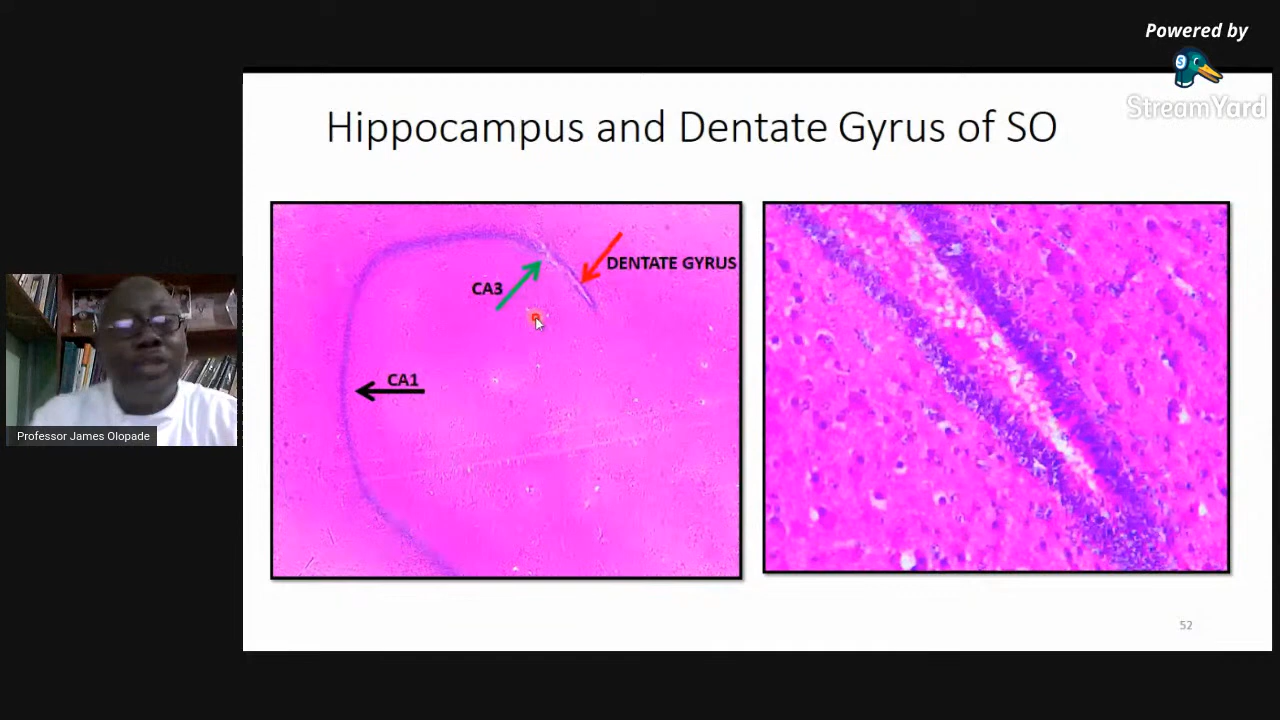 Powered by
S
StreamYard
Hippocampus and Dentate Gyrus of SO
DENTATE GYRUS
CA3
CA1
Professor James Olopade
52